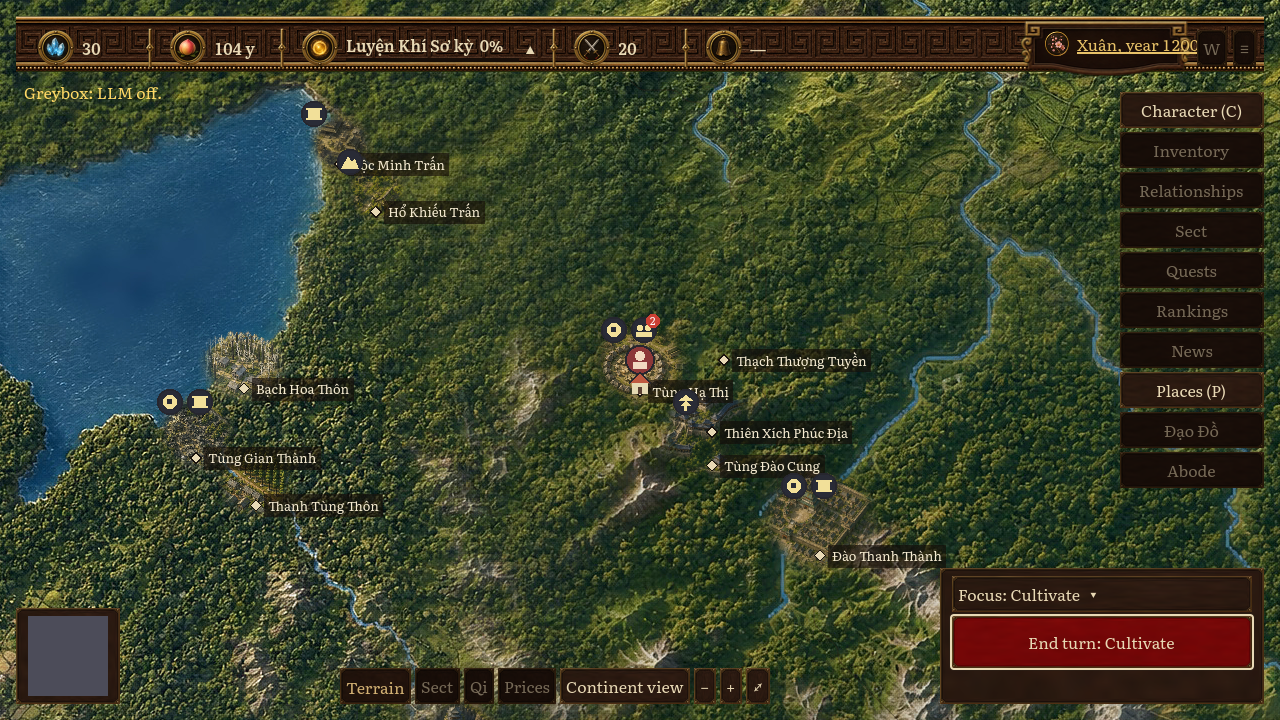 30
104 y
Luyện Khí Sơ kỳ 0%
▲
20
—
Xuân, year 1200
W
≡
Greybox: LLM off.
Character (C)
Inventory
Relationships
Sect
Quests
Rankings
News
Places (P)
Đạo Đồ
Abode
Minh Trấn
Hổ Khiếu Trấn
2
Thạch Thượng Tuyền
Thị
Bạch Hoa Thôn
Thiên Xích Phúc Địa
Tùng Gian Thành
Tùng Đào Cung
Thanh Tùng Thôn
Đào Thanh Thành
Focus: Cultivate ▾
End turn: Cultivate
Terrain
Sect
Qi
Prices
Continent view
−
+
⤢